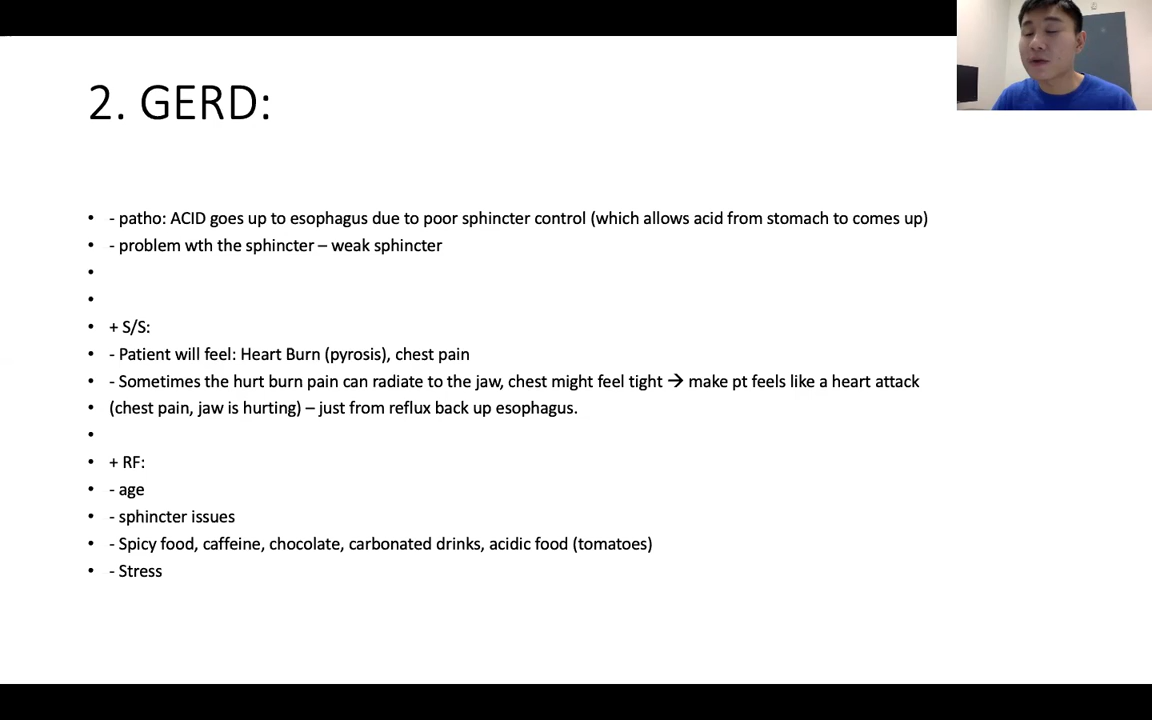 2. GERD:
• - patho: ACID goes up to esophagus due to poor sphincter control (which allows acid from stomach to comes up)
• - problem wth the sphincter – weak sphincter
•
•
• + S/S:
• - Patient will feel: Heart Burn (pyrosis), chest pain
• - Sometimes the hurt burn pain can radiate to the jaw, chest might feel tight → make pt feels like a heart attack
• (chest pain, jaw is hurting) – just from reflux back up esophagus.
•
• + RF:
• - age
• - sphincter issues
• - Spicy food, caffeine, chocolate, carbonated drinks, acidic food (tomatoes)
• - Stress